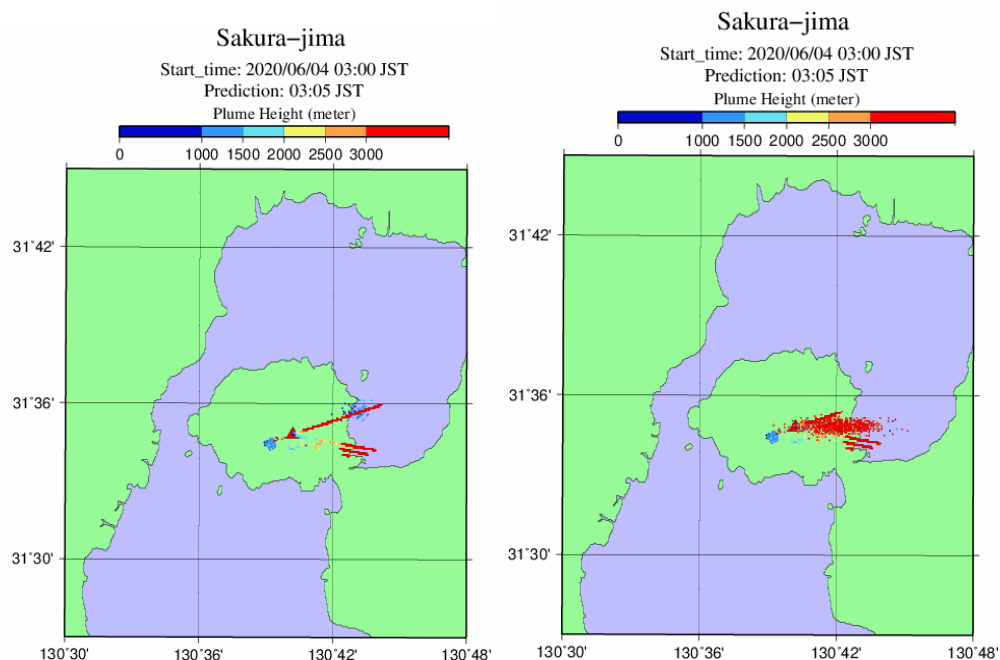 Sakura-jima
Start_time: 2020/06/04 03:00 JST
Prediction: 03:05 JST
Plume Height (meter)
0 1000 1500 2000 2500 3000
31˚42'
31˚36'
31˚30'
130˚30' 130˚36' 130˚42' 130˚48'
Sakura-jima
Start_time: 2020/06/04 03:00 JST
Prediction: 03:05 JST
Plume Height (meter)
0 1000 1500 2000 2500 3000
31˚42'
31˚36'
31˚30'
130˚30' 130˚36' 130˚42' 130˚48'